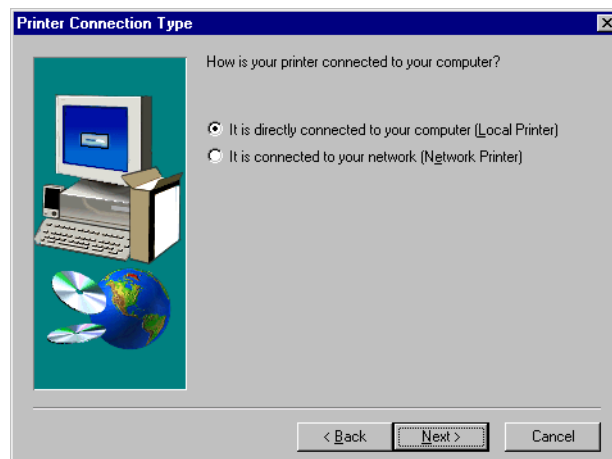 Printer Connection Type
How is your printer connected to your computer?
It is directly connected to your computer (Local Printer)
It is connected to your network (Network Printer)
< Back Next > Cancel